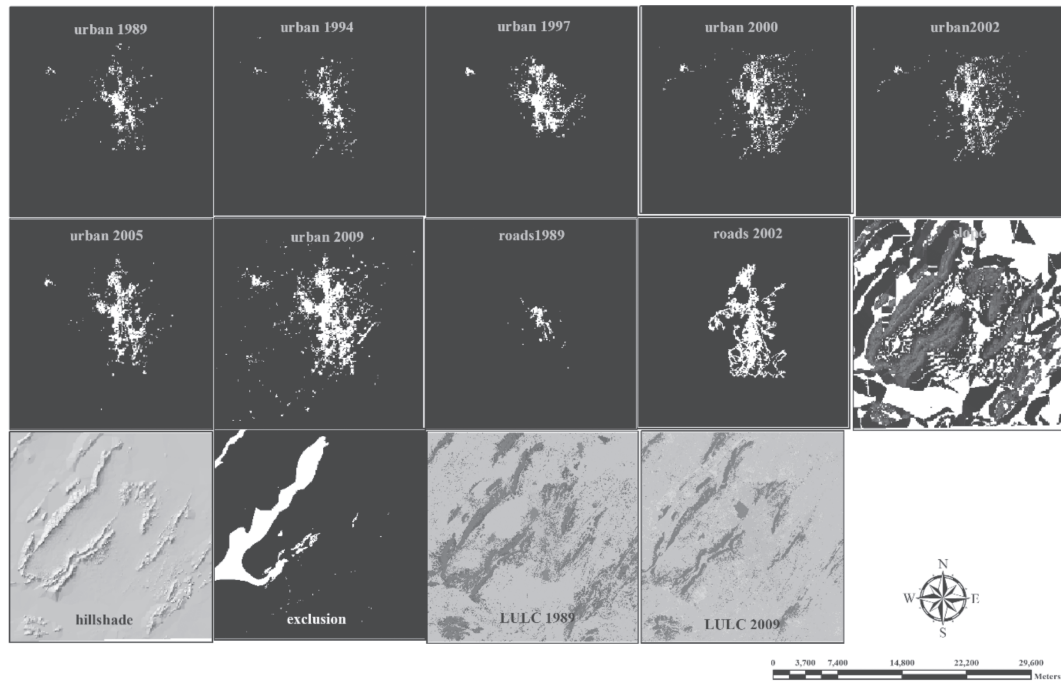 urban 1989
urban 1994
urban 1997
urban 2000
urban2002
urban 2005
urban 2009
roads1989
roads 2002
slope
hillshade
exclusion
LULC 1989
LULC 2009
N
W E
S
0 3,700 7,400 14,800 22,200 29,600
Meters